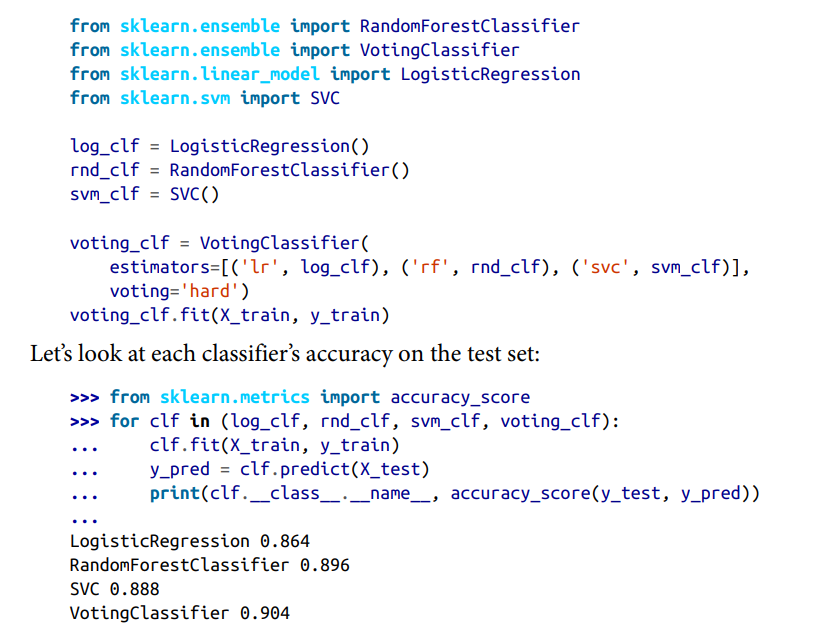 from sklearn.ensemble import RandomForestClassifier
from sklearn.ensemble import VotingClassifier
from sklearn.linear_model import LogisticRegression
from sklearn.svm import SVC

log_clf = LogisticRegression()
rnd_clf = RandomForestClassifier()
svm_clf = SVC()

voting_clf = VotingClassifier(
    estimators=[('lr', log_clf), ('rf', rnd_clf), ('svc', svm_clf)],
    voting='hard')
voting_clf.fit(X_train, y_train)
Let’s look at each classifier’s accuracy on the test set:
>>> from sklearn.metrics import accuracy_score
>>> for clf in (log_clf, rnd_clf, svm_clf, voting_clf):
...     clf.fit(X_train, y_train)
...     y_pred = clf.predict(X_test)
...     print(clf.__class__.__name__, accuracy_score(y_test, y_pred))
...
LogisticRegression 0.864
RandomForestClassifier 0.896
SVC 0.888
VotingClassifier 0.904